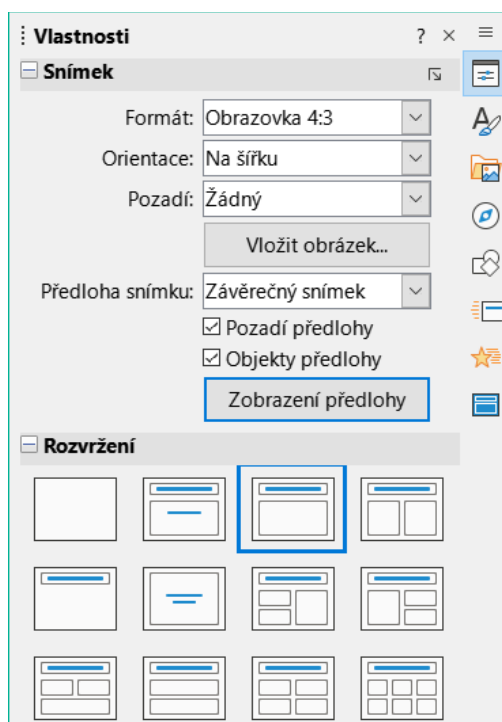 Vlastnosti
Snímek
Formát: Obrazovka 4:3
Orientace: Na šířku
Pozadí: Žádný
Vložit obrázek...
Předloha snímku: Závěrečný snímek
Pozadí předlohy
Objekty předlohy
Zobrazení předlohy
Rozvržení